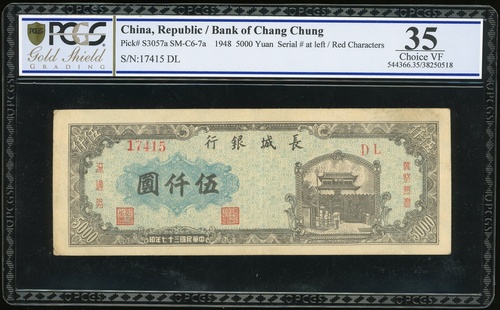 PCGS
Gold Shield
GRADING
China, Republic / Bank of Chang Chung
Pick# S3057a SM-C6-7a 1948 5000 Yuan Serial # at left / Red Characters
S/N:17415 DL
35
Choice VF
544366.35/38250518
17415
行銀城長
DL
圓仟伍
5000
5000
印年七十三國民華中